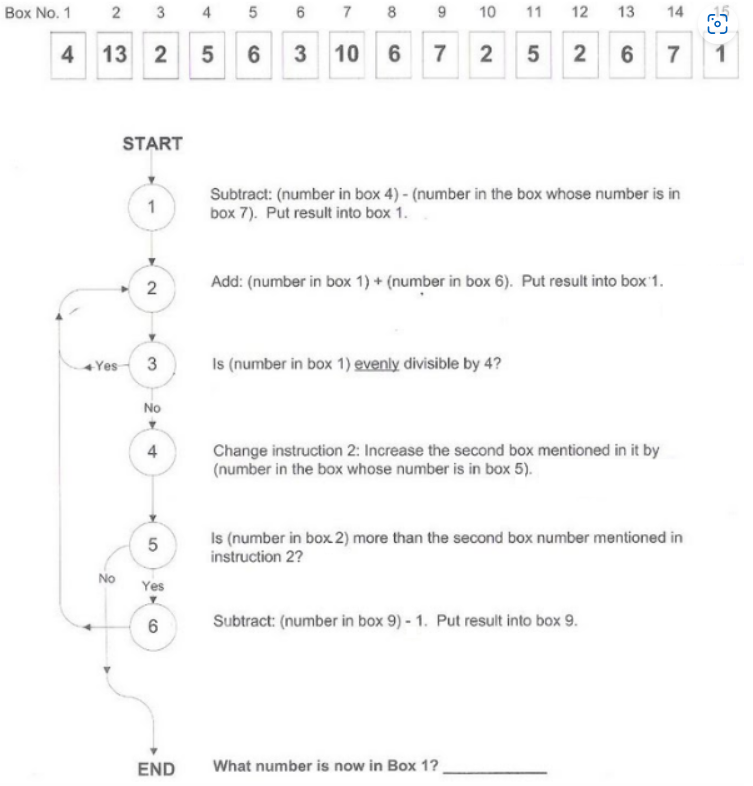 Box No. 1 2 3 4 5 6 7 8 9 10 11 12 13 14 15
4 13 2 5 6 3 10 6 7 2 5 2 6 7 1
START
1 Subtract: (number in box 4) - (number in the box whose number is in
box 7). Put result into box 1.
2 Add: (number in box 1) + (number in box 6). Put result into box 1.
Yes 3 Is (number in box 1) evenly divisible by 4?
No
4 Change instruction 2: Increase the second box mentioned in it by
(number in the box whose number is in box 5).
5 Is (number in box 2) more than the second box number mentioned in
instruction 2?
No Yes
6 Subtract: (number in box 9) - 1. Put result into box 9.
END What number is now in Box 1?